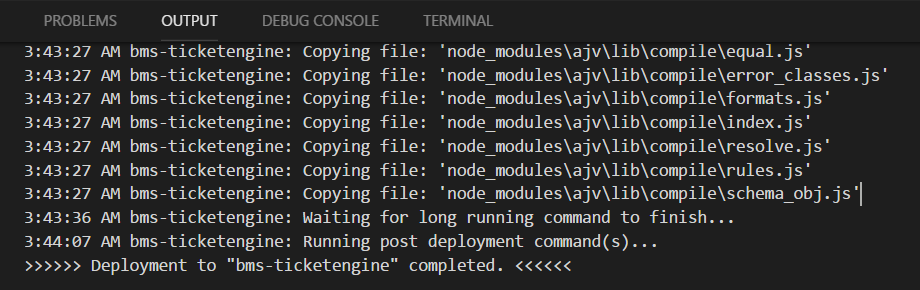 PROBLEMS OUTPUT DEBUG CONSOLE TERMINAL
3:43:27 AM bms-ticketengine: Copying file: 'node_modules\ajv\lib\compile\equal.js'
3:43:27 AM bms-ticketengine: Copying file: 'node_modules\ajv\lib\compile\error_classes.js'
3:43:27 AM bms-ticketengine: Copying file: 'node_modules\ajv\lib\compile\formats.js'
3:43:27 AM bms-ticketengine: Copying file: 'node_modules\ajv\lib\compile\index.js'
3:43:27 AM bms-ticketengine: Copying file: 'node_modules\ajv\lib\compile\resolve.js'
3:43:27 AM bms-ticketengine: Copying file: 'node_modules\ajv\lib\compile\rules.js'
3:43:27 AM bms-ticketengine: Copying file: 'node_modules\ajv\lib\compile\schema_obj.js'
3:43:36 AM bms-ticketengine: Waiting for long running command to finish...
3:44:07 AM bms-ticketengine: Running post deployment command(s)...
>>>>>> Deployment to "bms-ticketengine" completed. <<<<<<